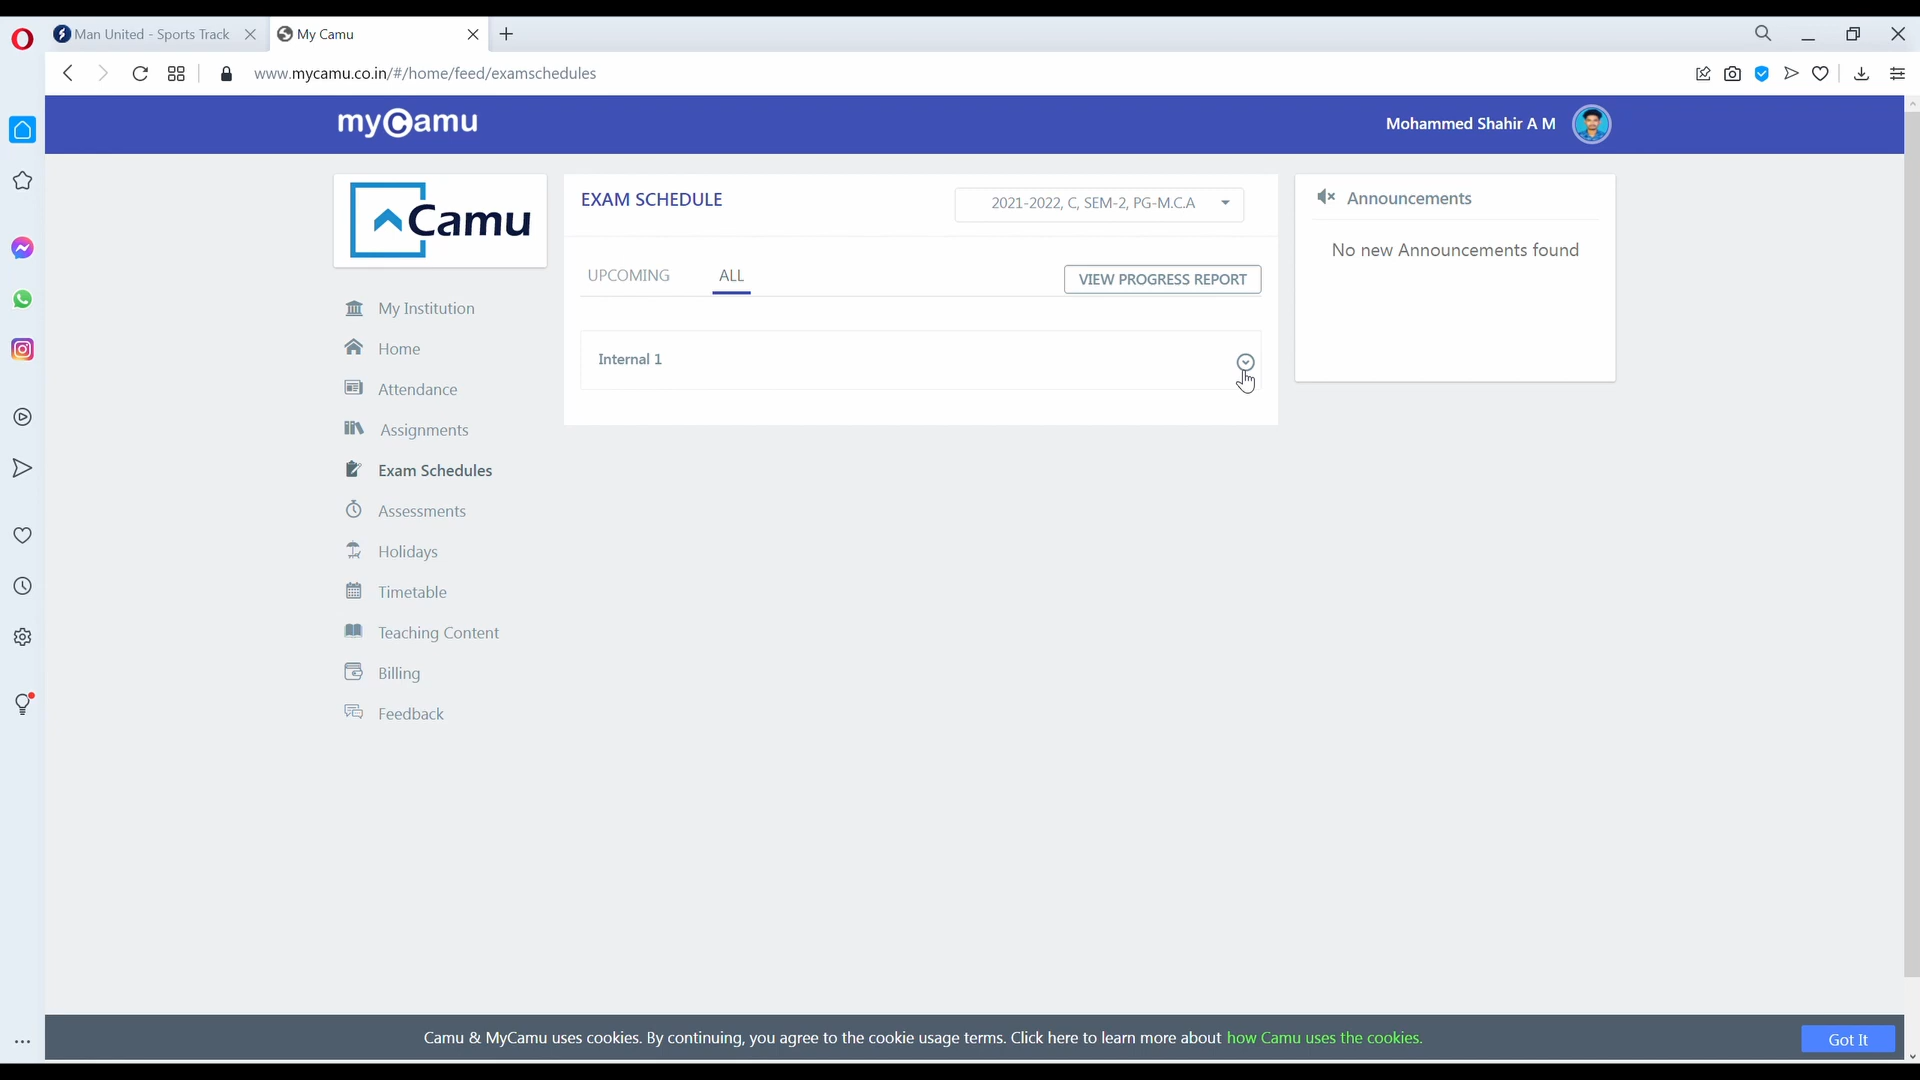 Man United - Sports Track
My Camu
www.mycamu.co.in/#/home/feed/examschedules
myCamu
Mohammed Shahir A M
Camu
EXAM SCHEDULE
2021-2022, C, SEM-2, PG-M.C.A
Announcements
No new Announcements found
UPCOMING
ALL
VIEW PROGRESS REPORT
Internal 1
My Institution
Home
Attendance
Assignments
Exam Schedules
Assessments
Holidays
Timetable
Teaching Content
Billing
Feedback
Camu & MyCamu uses cookies. By continuing, you agree to the cookie usage terms. Click here to learn more about how Camu uses the cookies.
Got It